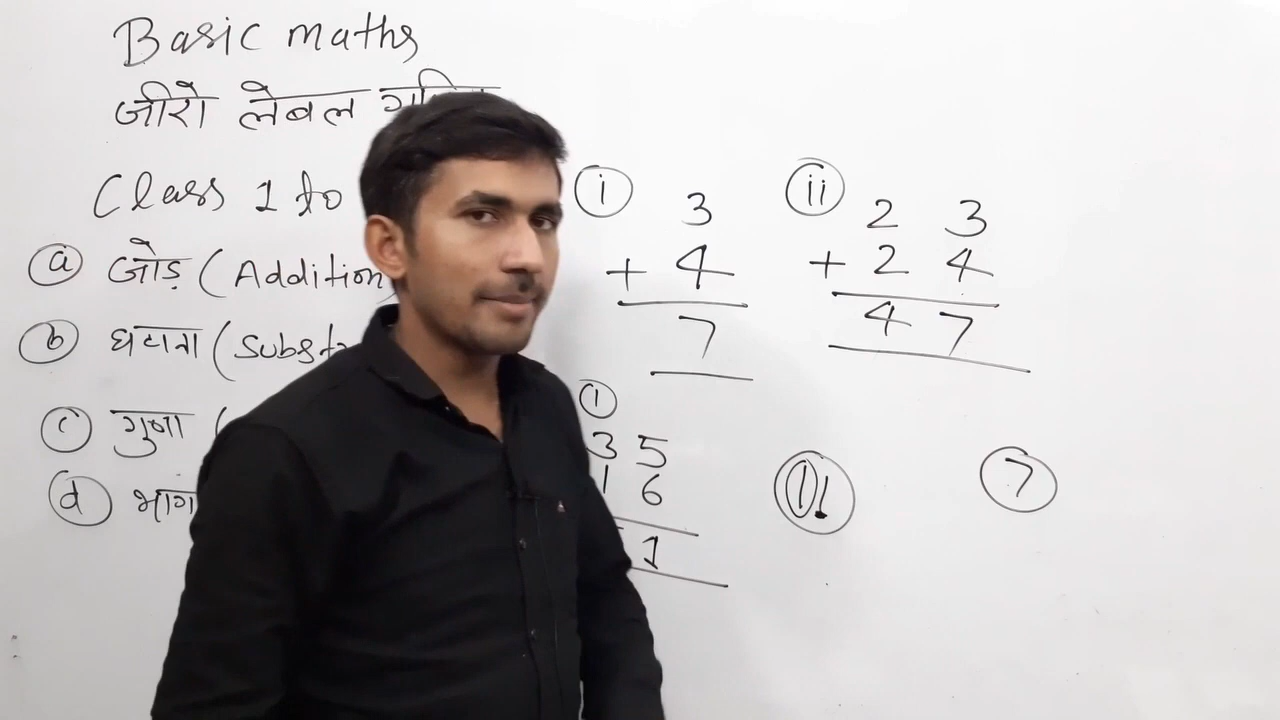 Basic maths
जीरो लेबल
Class 1 to
a जोड़ (Addition
b घटाना (Subst
c गुणा (
d भाग
i
3
+ 4
7
ii
2 3
+ 2 4
4 7
1
3 5
1 6
1
11
7